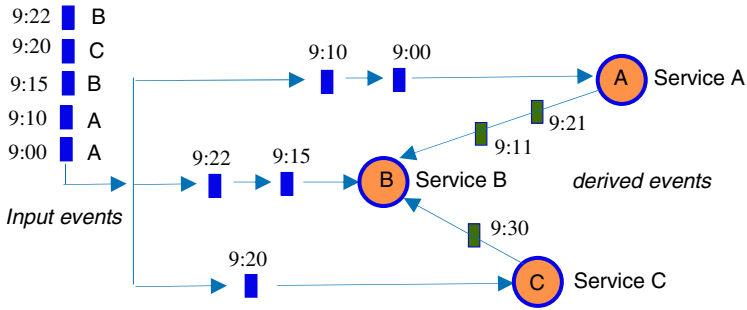 9:22 B
9:20 C
9:15 B
9:10 A
9:00 A
Input events
9:10 9:00
A Service A
9:21
9:11
9:22 9:15
B Service B
derived events
9:30
9:20
C Service C